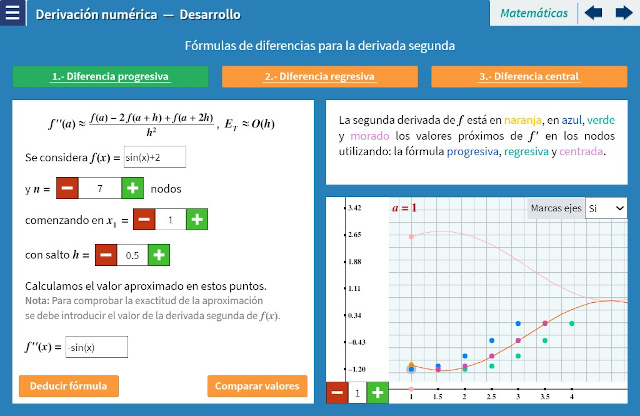 Derivación numérica — Desarrollo
Matemáticas
Fórmulas de diferencias para la derivada segunda
1.- Diferencia progresiva
2.- Diferencia regresiva
3.- Diferencia central
f''(a) ≈ f(a) − 2 f(a + h) + f(a + 2h) / h² , E_T ≈ O(h)
Se considera f(x) = sin(x)+2
y n = − 7 + nodos
comenzando en x₁ = − 1 +
con salto h = − 0.5 +
Calculamos el valor aproximado en estos puntos.
Nota: Para comprobar la exactitud de la aproximación
se debe introducir el valor de la derivada segunda de f(x).
f''(x) = -sin(x)
Deducir fórmula
Comparar valores
La segunda derivada de f está en naranja, en azul, verde
y morado los valores próximos de f' en los nodos
utilizando: la fórmula progresiva, regresiva y centrada.
a = 1
Marcas ejes Si
3.42
2.65
1.88
1.11
0.34
−0.43
−1.20
− 1 +
1 1.5 2 2.5 3 3.5 4